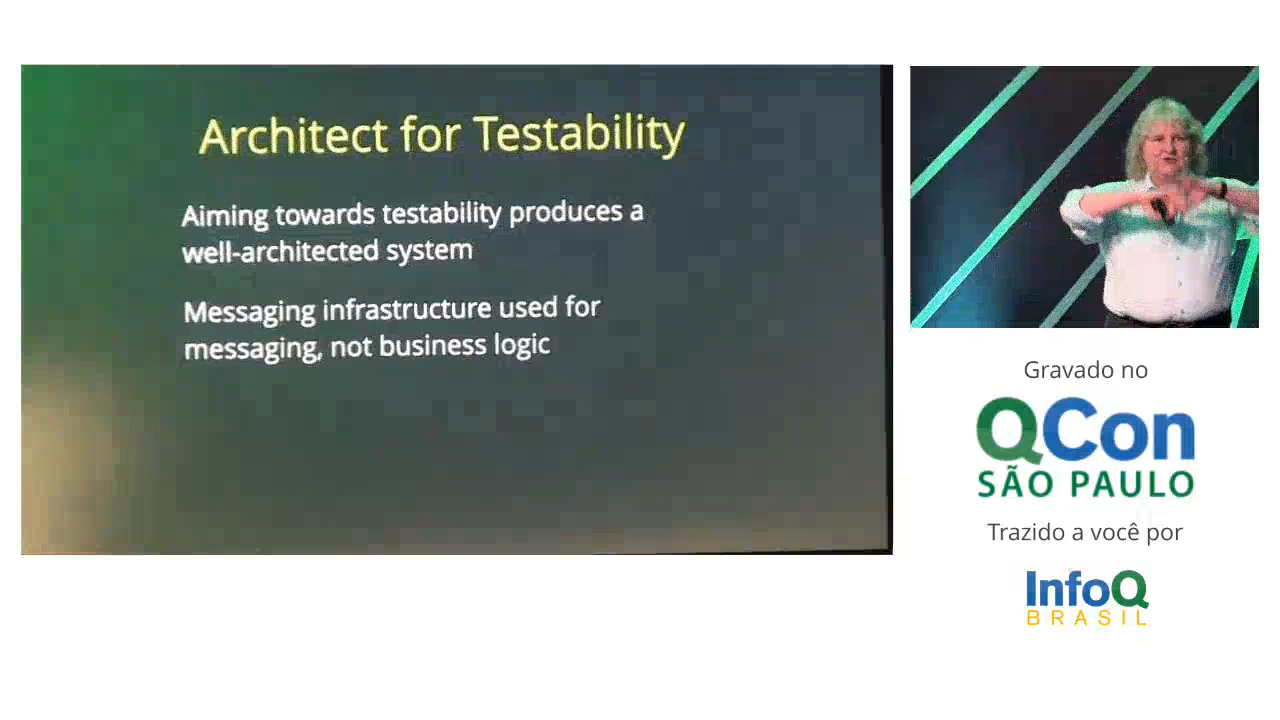 Architect for Testability
Aiming towards testability produces a
well-architected system
Messaging infrastructure used for
messaging, not business logic
Gravado no
QCon
SÃO PAULO
Trazido a você por
InfoQ
BRASIL